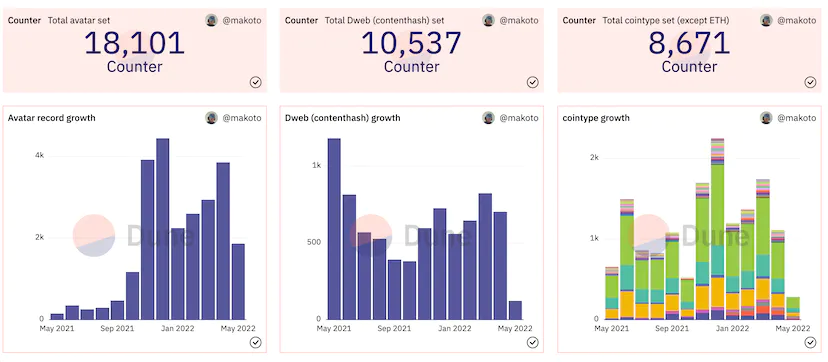 Counter Total avatar set @makoto
18,101
Counter
Counter Total Dweb (contenthash) set @makoto
10,537
Counter
Counter Total cointype set (except ETH) @makoto
8,671
Counter
Avatar record growth @makoto
4k
2k
0
May 2021 Sep 2021 Jan 2022 May 2022
Dune
Dweb (contenthash) growth @makoto
1k
500
0
May 2021 Sep 2021 Jan 2022 May 2022
Dune
cointype growth @makoto
2k
1k
0
May 2021 Sep 2021 Jan 2022 May 2022
Dune